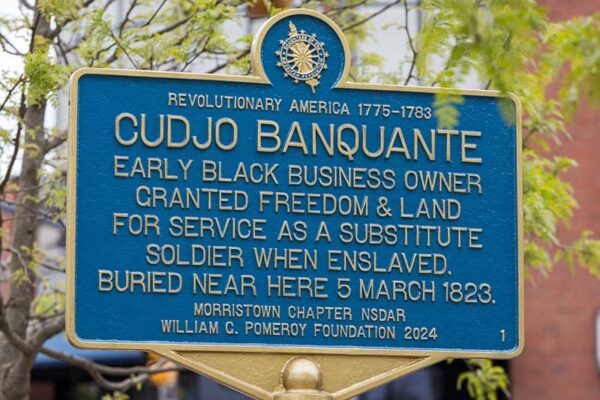 REVOLUTIONARY AMERICA 1775-1783
CUDJO BANQUANTE
EARLY BLACK BUSINESS OWNER
GRANTED FREEDOM & LAND
FOR SERVICE AS A SUBSTITUTE
SOLDIER WHEN ENSLAVED.
BURIED NEAR HERE 5 MARCH 1823.
MORRISTOWN CHAPTER NSDAR
WILLIAM G. POMEROY FOUNDATION 2024
1